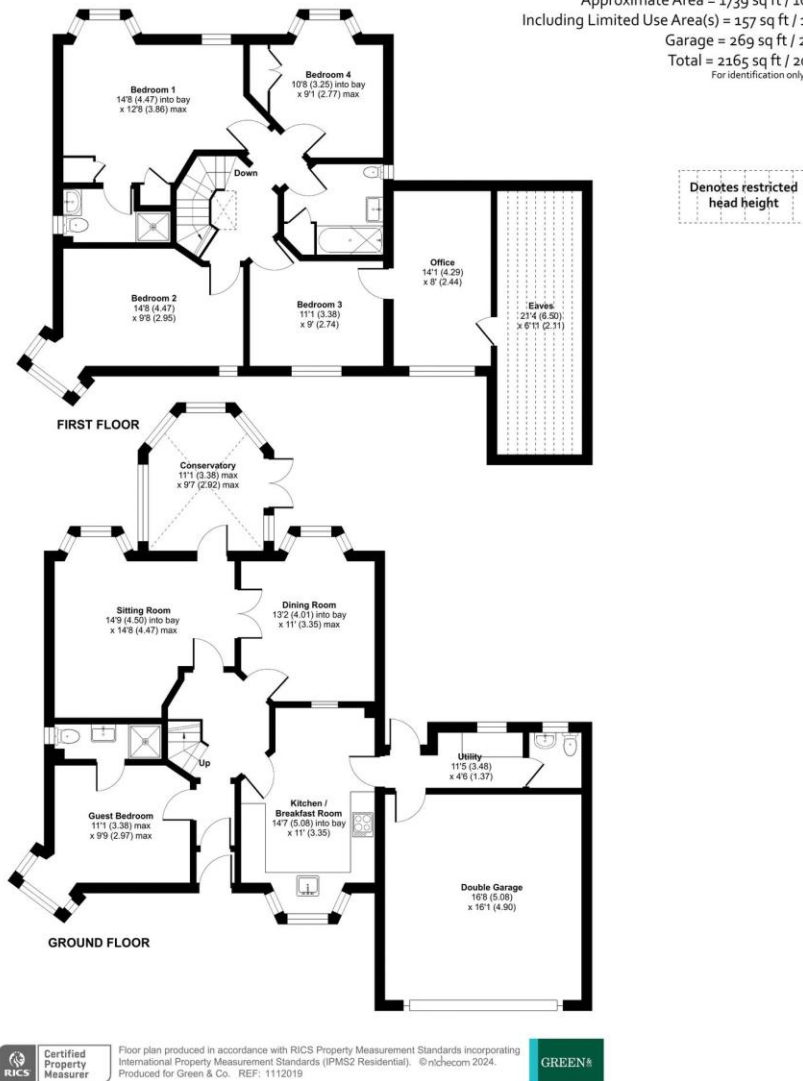 Approximate Area = 1739 sq ft /
Including Limited Use Area(s) = 157 sq ft /
Garage = 269 sq ft /
Total = 2165 sq ft /
For identification only
Denotes restricted
head height
Bedroom 1
14'8 (4.47) into bay
x 12'8 (3.86) max
Bedroom 4
10'8 (3.25) into bay
x 9'1 (2.77) max
Down
Bedroom 2
14'8 (4.47)
x 9'8 (2.95)
Bedroom 3
11'1 (3.38)
x 9' (2.74)
Office
14'1 (4.29)
x 8' (2.44)
Eaves
21'4 (6.50)
x 6'11 (2.11)
FIRST FLOOR
Conservatory
11'1 (3.38) max
x 9'7 (2.92) max
Sitting Room
14'9 (4.50) into bay
x 14'8 (4.47) max
Dining Room
13'2 (4.01) into bay
x 11' (3.35) max
Up
Utility
11'5 (3.48)
x 4'6 (1.37)
Guest Bedroom
11'1 (3.38) max
x 9'9 (2.97) max
Kitchen /
Breakfast Room
14'7 (5.08) into bay
x 11' (3.35)
Double Garage
16'8 (5.08)
x 16'1 (4.90)
GROUND FLOOR
RICS
Certified
Property
Measurer
Floor plan produced in accordance with RICS Property Measurement Standards incorporating
International Property Measurement Standards (IPMS2 Residential). © nichecom 2024.
Produced for Green & Co. REF: 1112019
GREEN&